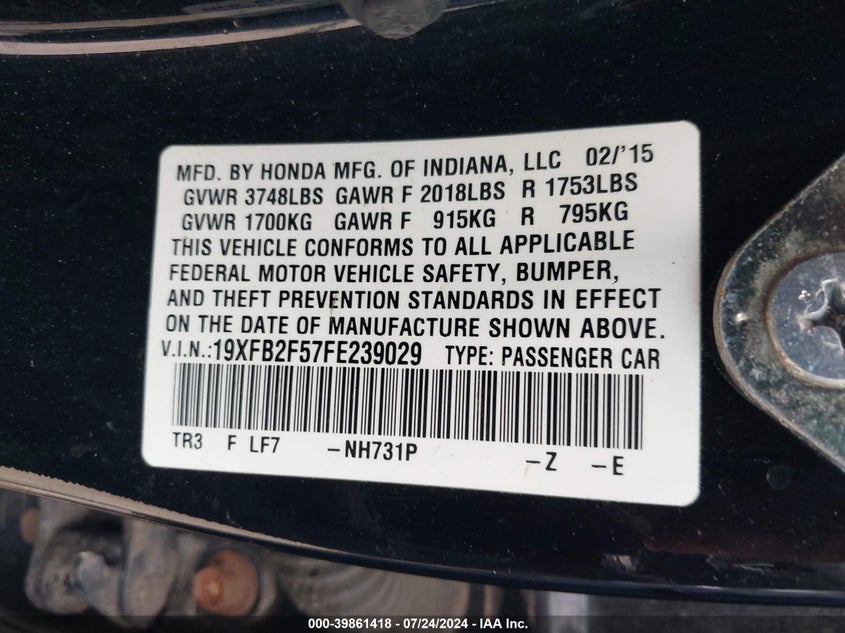 MFD. BY HONDA MFG. OF INDIANA, LLC 02/'15
GVWR 3748LBS GAWR F 2018LBS R 1753LBS
GVWR 1700KG GAWR F 915KG R 795KG
THIS VEHICLE CONFORMS TO ALL APPLICABLE
FEDERAL MOTOR VEHICLE SAFETY, BUMPER,
AND THEFT PREVENTION STANDARDS IN EFFECT
ON THE DATE OF MANUFACTURE SHOWN ABOVE.
V.I.N.:19XFB2F57FE239029 TYPE: PASSENGER CAR
TR3 F LF7 -NH731P -Z -E
000-39861418 - 07/24/2024 - IAA Inc.